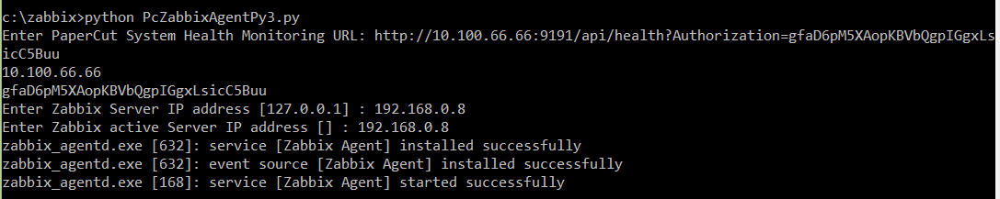 c:\zabbix>python PcZabbixAgentPy3.py
Enter PaperCut System Health Monitoring URL: http://10.100.66.66:9191/api/health?Authorization=gfaD6pM5XAopKBVbQgpIGgxLs
icC5Buu
10.100.66.66
gfaD6pM5XAopKBVbQgpIGgxLsicC5Buu
Enter Zabbix Server IP address [127.0.0.1] : 192.168.0.8
Enter Zabbix active Server IP address [] : 192.168.0.8
zabbix_agentd.exe [632]: service [Zabbix Agent] installed successfully
zabbix_agentd.exe [632]: event source [Zabbix Agent] installed successfully
zabbix_agentd.exe [168]: service [Zabbix Agent] started successfully